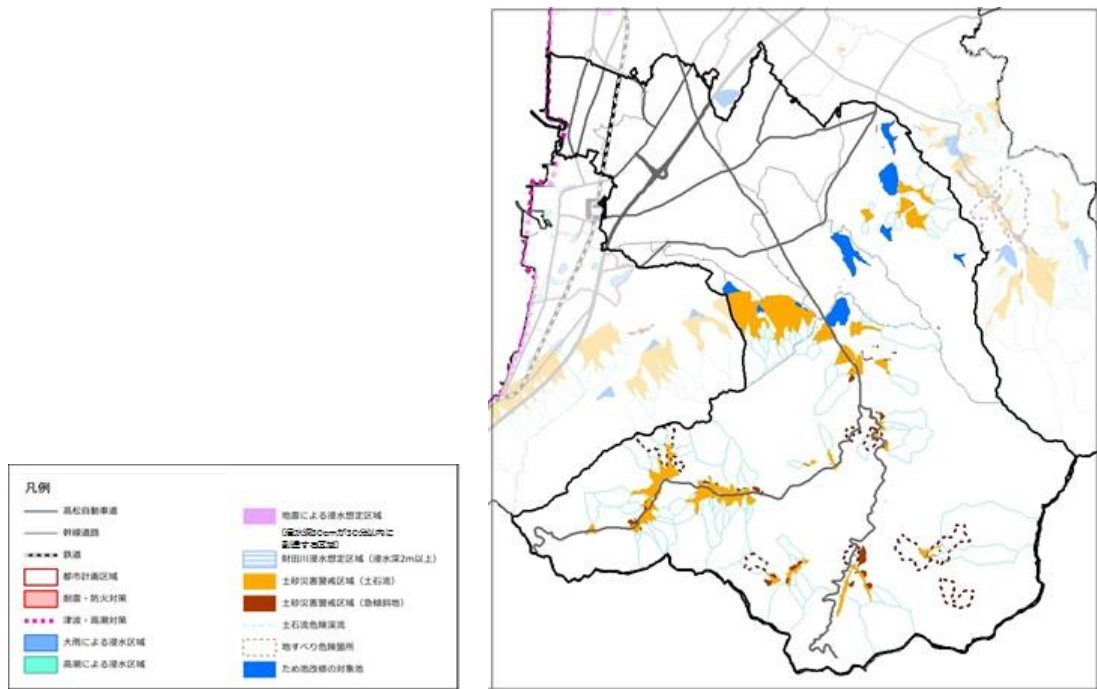 凡例
高松自動車道
幹線道路
鉄道
都市計画区域
耐震・防火対策
津波・高潮対策
大雨による浸水区域
高潮による浸水区域
地震による浸水想定区域
財田川浸水想定区域（浸水深2m以上）
土砂災害警戒区域（土石流）
土砂災害警戒区域（急傾斜地）
土石流危険渓流
地すべり危険箇所
ため池改修の対象池